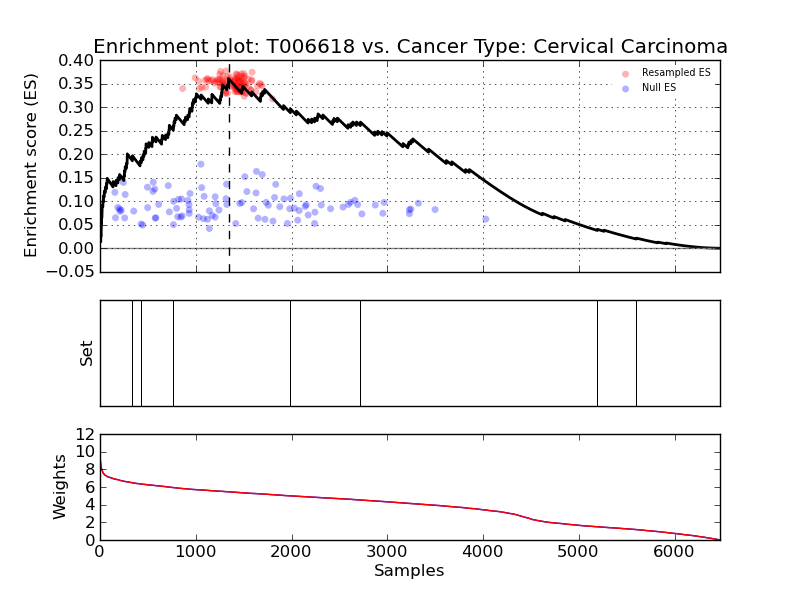 Enrichment plot: T006618 vs. Cancer Type: Cervical Carcinoma
Enrichment score (ES)
0.40
0.35
0.30
0.25
0.20
0.15
0.10
0.05
0.00
−0.05
Resampled ES
Null ES
Set
Weights
12
10
8
6
4
2
0
0 1000 2000 3000 4000 5000 6000
Samples